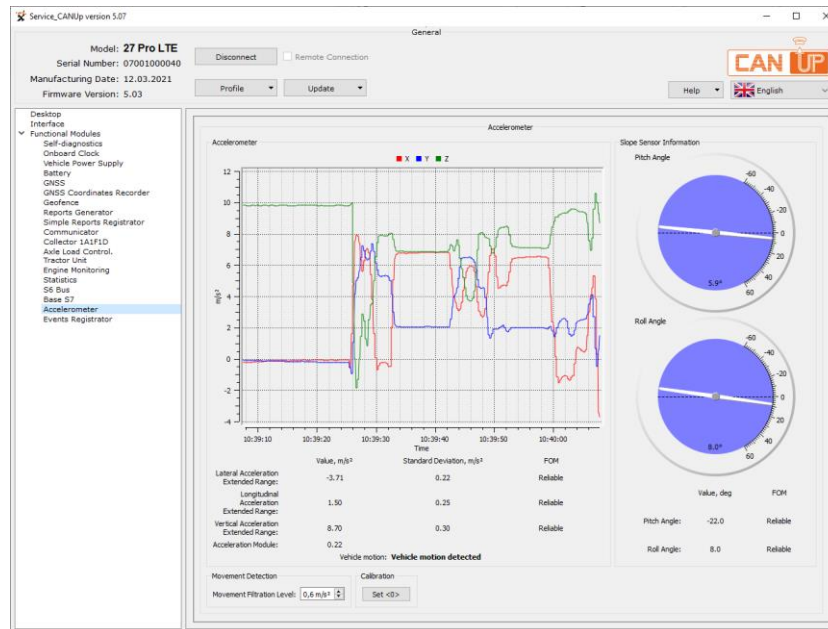 Service_CANUp version 5.07
General
Model: 27 Pro LTE
Serial Number: 07001000040
Manufacturing Date: 12.03.2021
Firmware Version: 5.03
Disconnect
Remote Connection
Profile
Update
CAN UP
Help
English
Desktop
Interface
Functional Modules
Self-diagnostics
Onboard Clock
Vehicle Power Supply
Battery
GNSS
GNSS Coordinates Recorder
Geofence
Reports Generator
Simple Reports Registrator
Communicator
Collector 1A1F1D
Axle Load Control.
Tractor Unit
Engine Monitoring
Statistics
S6 Bus
Base S7
Accelerometer
Events Registrator
Accelerometer
Accelerometer
X Y Z
12
10
8
6
4
2
0
-2
-4
m/s²
10:39:10 10:39:20 10:39:30 10:39:40 10:39:50 10:40:00
Time
Value, m/s² Standard Deviation, m/s² FOM
Lateral Acceleration
Extended Range: -3.71 0.22 Reliable
Longitudinal
Acceleration
Extended Range: 1.50 0.25 Reliable
Vertical Acceleration
Extended Range: 8.70 0.30 Reliable
Acceleration Module: 0.22
Vehicle motion: Vehicle motion detected
Movement Detection
Movement Filtration Level: 0,6 m/s²
Calibration
Set <0>
Slope Sensor Information
Pitch Angle
-60
-40
-20
0
20
40
60
5.9°
Roll Angle
-60
-40
-20
0
20
40
60
8.0°
Value, deg FOM
Pitch Angle: -22.0 Reliable
Roll Angle: 8.0 Reliable